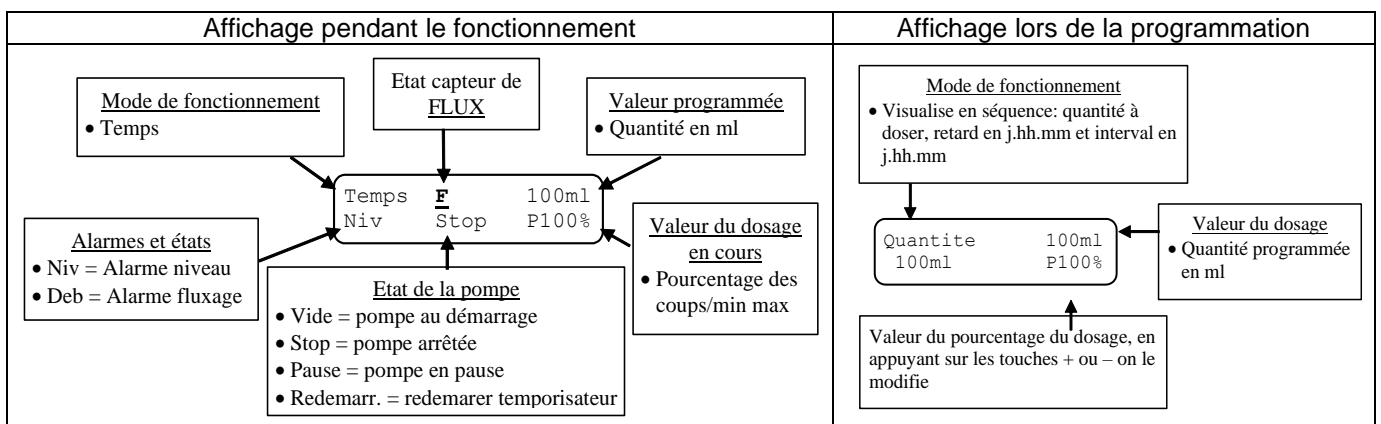 Affichage pendant le fonctionnement
Mode de fonctionnement
• Temps
Etat capteur de
FLUX
Valeur programmée
• Quantité en ml
Temps F 100ml
Niv Stop P100%
Alarmes et états
• Niv = Alarme niveau
• Deb = Alarme fluxage
Etat de la pompe
• Vide = pompe au démarrage
• Stop = pompe arrêtée
• Pause = pompe en pause
• Redemarr. = redemarer temporisateur
Valeur du dosage
en cours
• Pourcentage des
coups/min max
Affichage lors de la programmation
Mode de fonctionnement
• Visualise en séquence: quantité à
doser, retard en j.hh.mm et interval en
j.hh.mm
Quantite 100ml
100ml P100%
Valeur du dosage
• Quantité programmée
en ml
Valeur du pourcentage du dosage, en
appuyant sur les touches + ou – on le
modifie